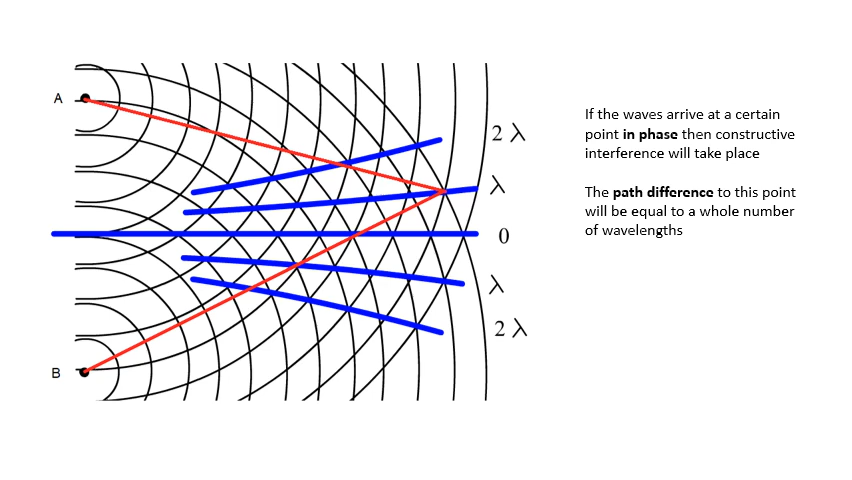 A
B
2 λ
λ
0
λ
2 λ
If the waves arrive at a certain
point in phase then constructive
interference will take place
The path difference to this point
will be equal to a whole number
of wavelengths